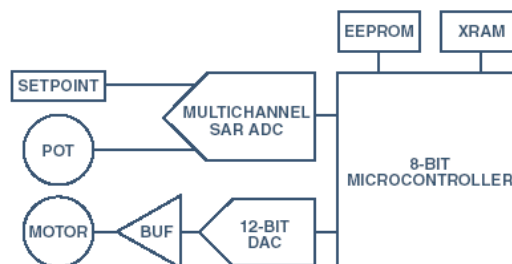 EEPROM
XRAM
SETPOINT
MULTICHANNEL
SAR ADC
POT
8-BIT
MICROCONTROLLER
MOTOR
BUF
12-BIT
DAC